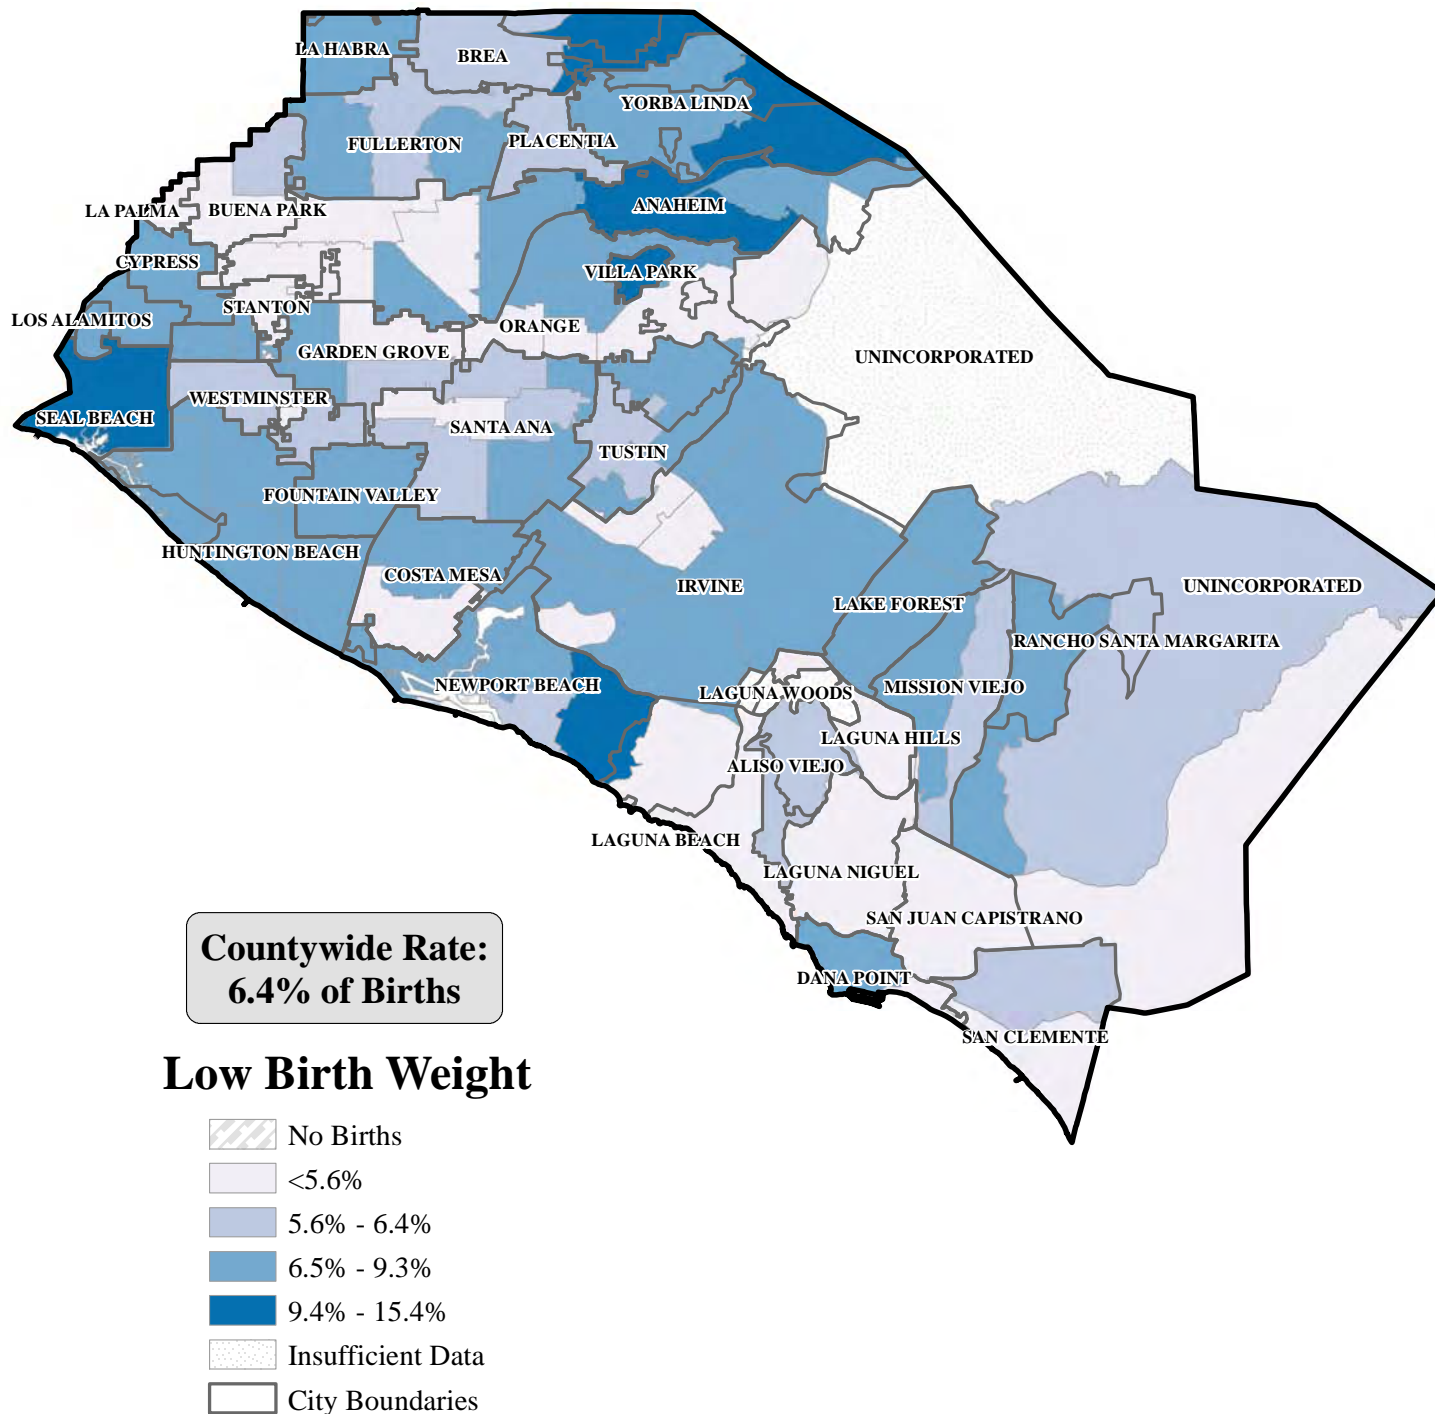 LA HABRA
BREA
YORBA LINDA
FULLERTON
PLACENTIA
LA PALMA
BUENA PARK
ANAHEIM
CYPRESS
VILLA PARK
STANTON
LOS ALAMITOS
ORANGE
GARDEN GROVE
UNINCORPORATED
WESTMINSTER
SEAL BEACH
SANTA ANA
TUSTIN
FOUNTAIN VALLEY
HUNTINGTON BEACH
COSTA MESA
IRVINE
UNINCORPORATED
LAKE FOREST
RANCHO SANTA MARGARITA
NEWPORT BEACH
LAGUNA WOODS
MISSION VIEJO
LAGUNA HILLS
ALISO VIEJO
LAGUNA BEACH
LAGUNA NIGUEL
SAN JUAN CAPISTRANO
DANA POINT
SAN CLEMENTE
Countywide Rate:
6.4% of Births
Low Birth Weight
No Births
<5.6%
5.6% - 6.4%
6.5% - 9.3%
9.4% - 15.4%
Insufficient Data
City Boundaries